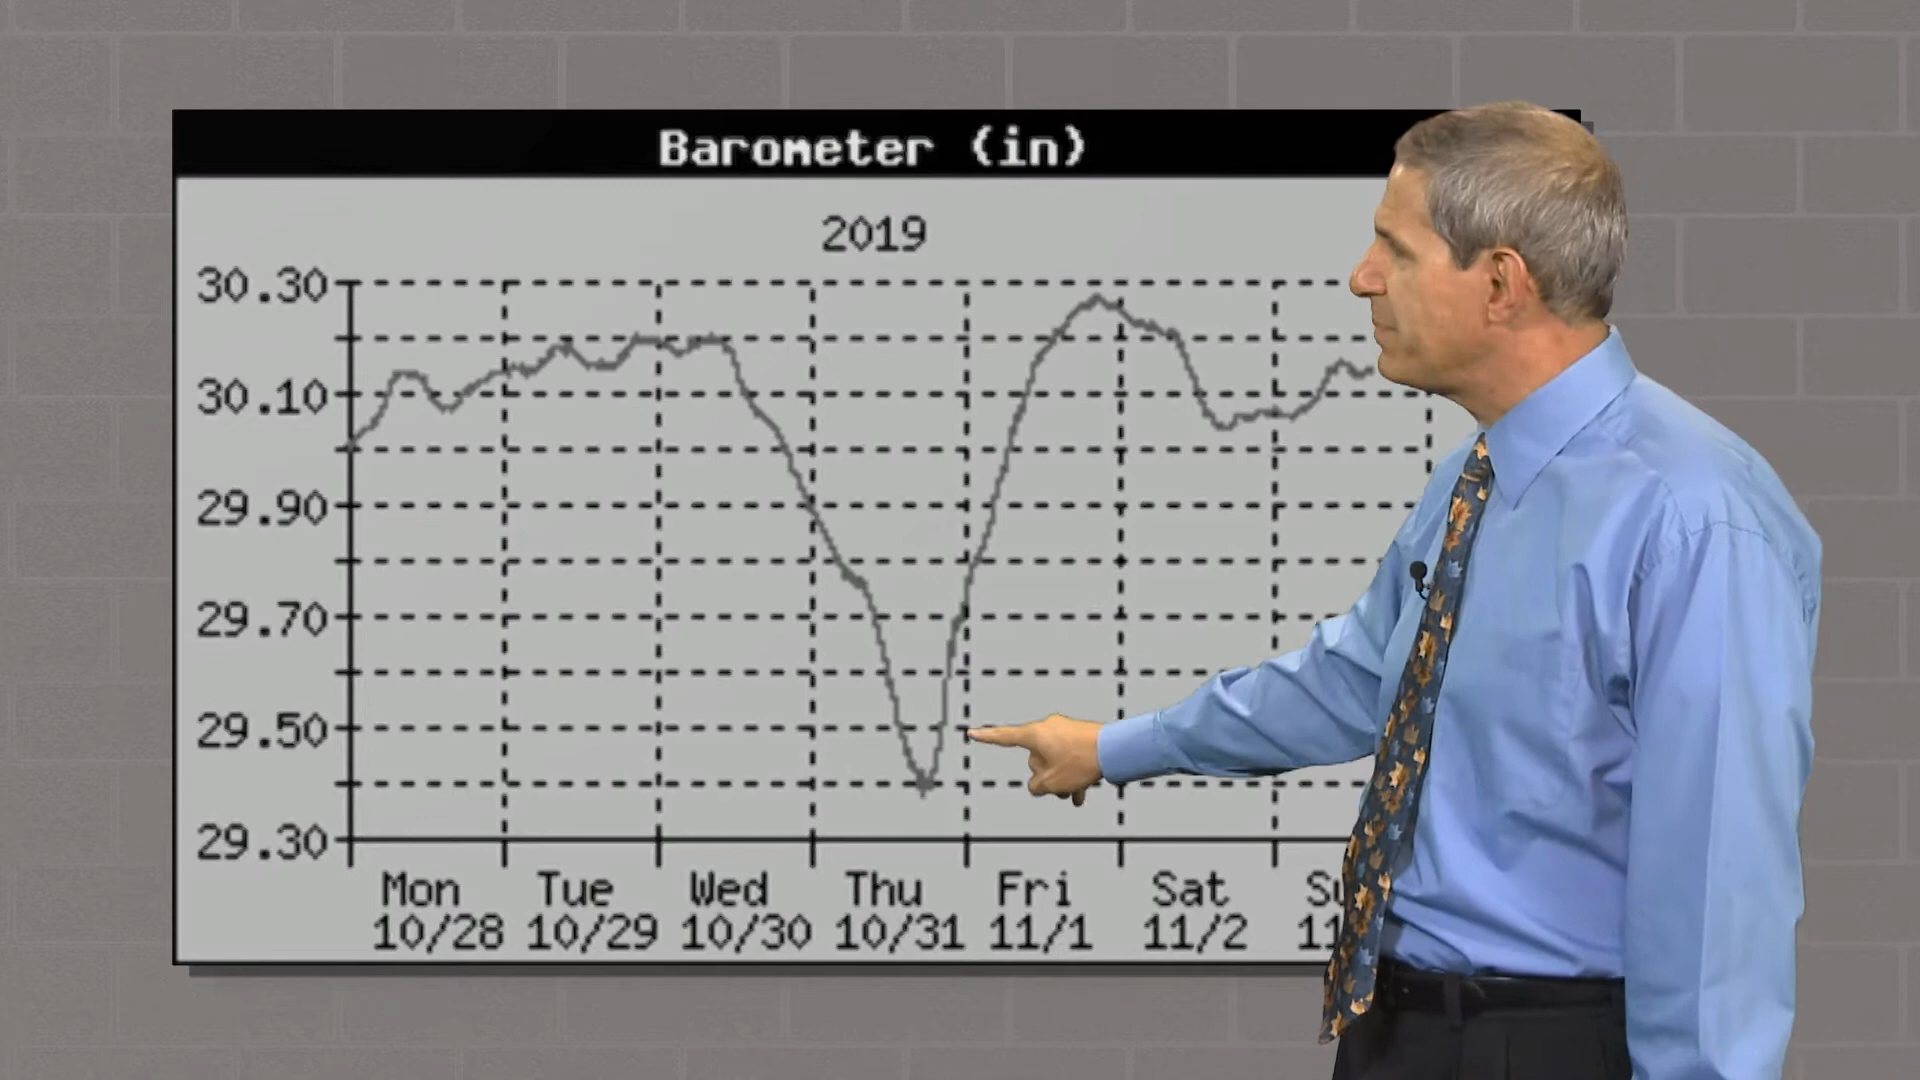 Barometer (in)
2019
30.30
30.10
29.90
29.70
29.50
29.30
Mon Tue Wed Thu Fri Sat
10/28 10/29 10/30 10/31 11/1 11/2